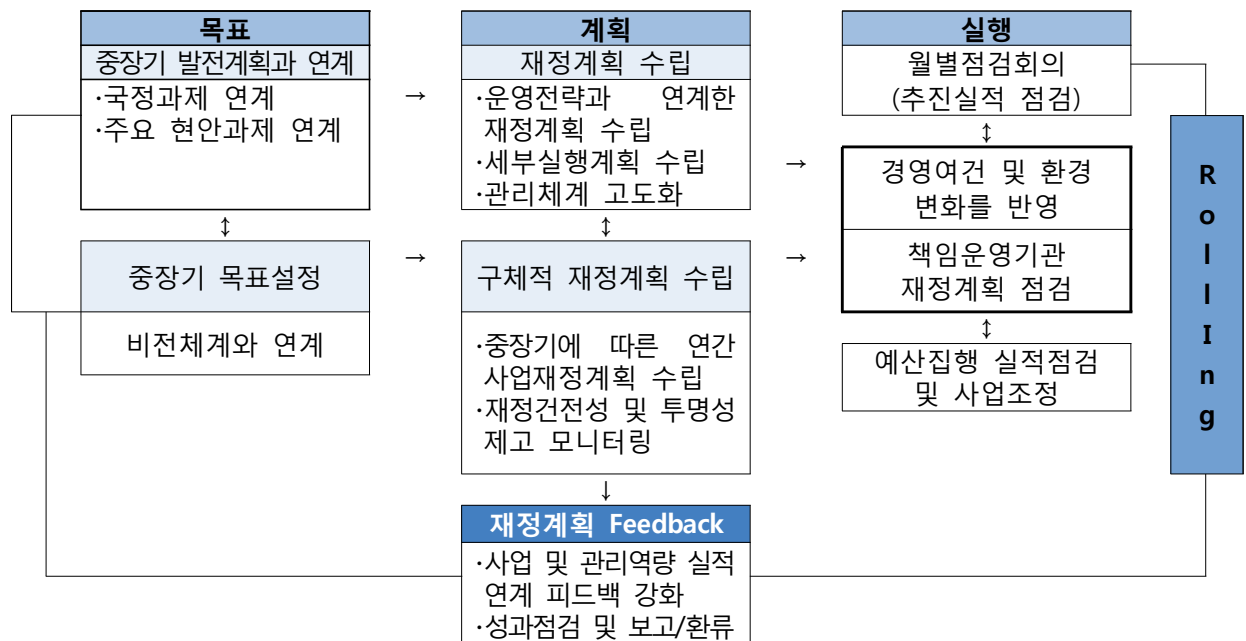 목표
중장기 발전계획과 연계
·국정과제 연계
·주요 현안과제 연계
→
↕
중장기 목표설정
비전체계와 연계
→
계획
재정계획 수립
·운영전략과 연계한
재정계획 수립
·세부실행계획 수립
·관리체계 고도화
→
↕
구체적 재정계획 수립
·중장기에 따른 연간
사업재정계획 수립
·재정건전성 및 투명성
제고 모니터링
→
↓
실행
월별점검회의
(추진실적 점검)
↕
경영여건 및 환경
변화를 반영
책임운영기관
재정계획 점검
↕
예산집행 실적점검
및 사업조정
R
o
l
l
I
n
g
재정계획 Feedback
·사업 및 관리역량 실적
연계 피드백 강화
·성과점검 및 보고/환류